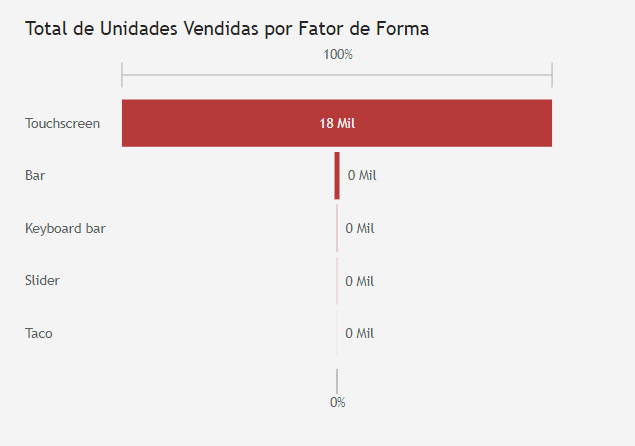 Total de Unidades Vendidas por Fator de Forma
100%
Touchscreen 18 Mil
Bar 0 Mil
Keyboard bar 0 Mil
Slider 0 Mil
Taco 0 Mil
0%